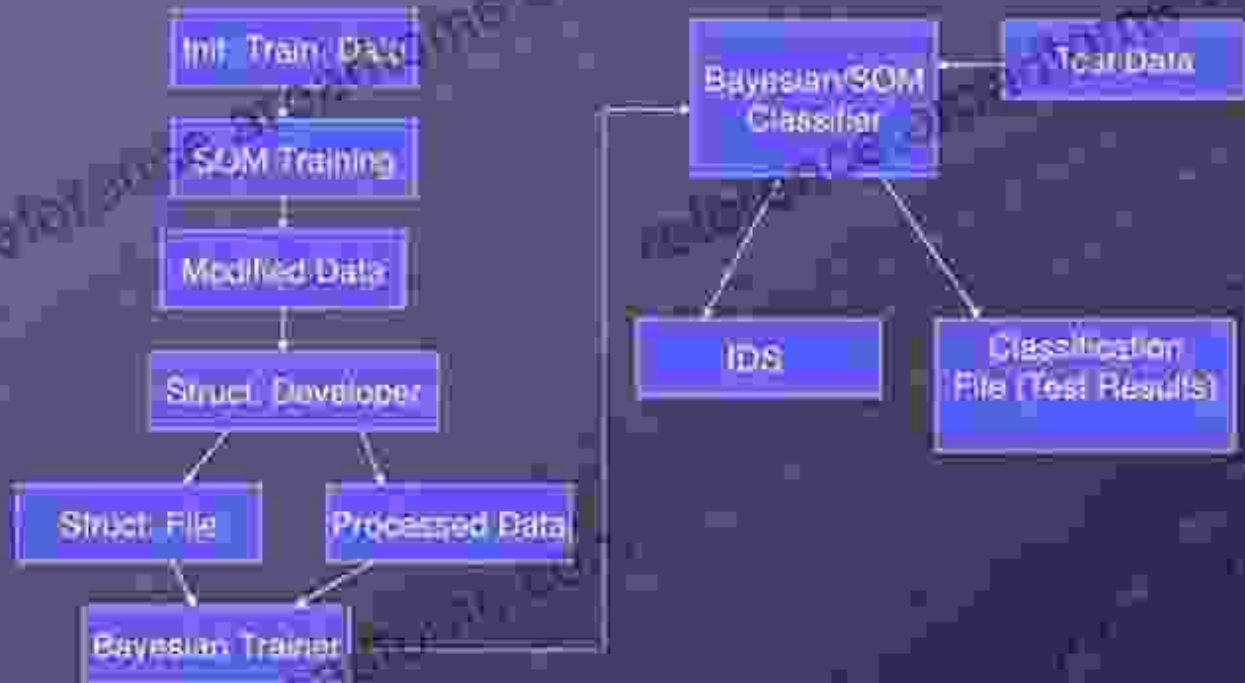 Init. Train. Data
SOM Training
Modified Data
Struct. Developer
Struct. File
Processed Data
Bayesian Trainer
Bayesian/SOM
Classifier
Test Data
IDS
Classification
File (Test Results)